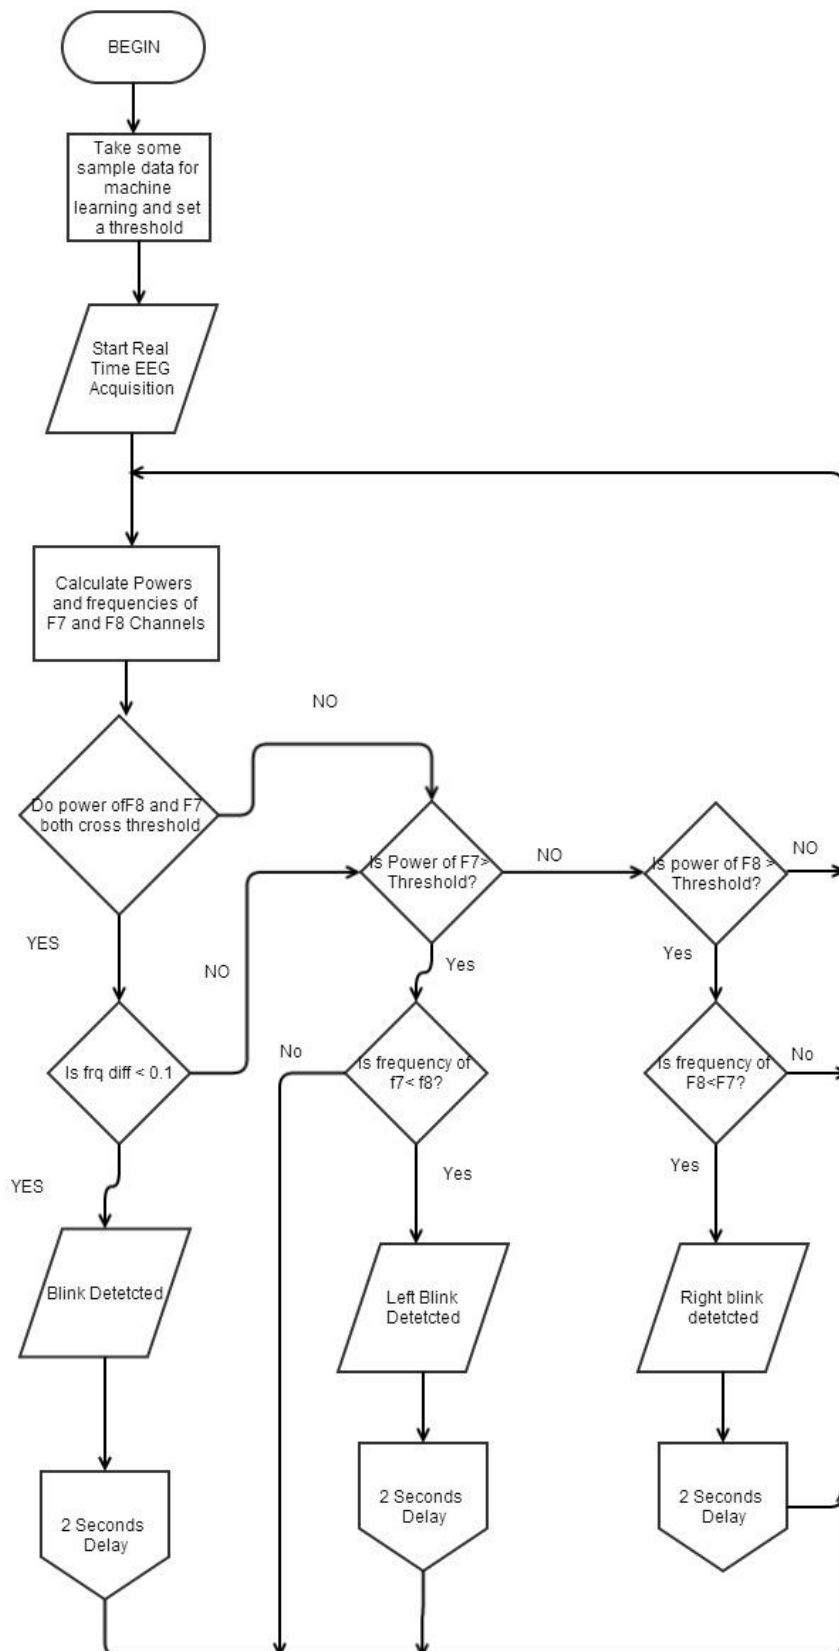 BEGIN
Take some
sample data for
machine
learning and set
a threshold
Start Real
Time EEG
Acquisition
Calculate Powers
and frequencies of
F7 and F8 Channels
NO
Do power ofF8 and F7
both cross threshold
Is Power of F7>
Threshold?
NO
Is power of F8 >
Threshold?
NO
YES
NO
Yes
Yes
Is frq diff < 0.1
No
Is frequency of
f7< f8?
Is frequency of
F8<F7?
No
YES
Yes
Yes
Blink Detetcted
Left Blink
Detetcted
Right blink
detetcted
2 Seconds
Delay
2 Seconds
Delay
2 Seconds
Delay